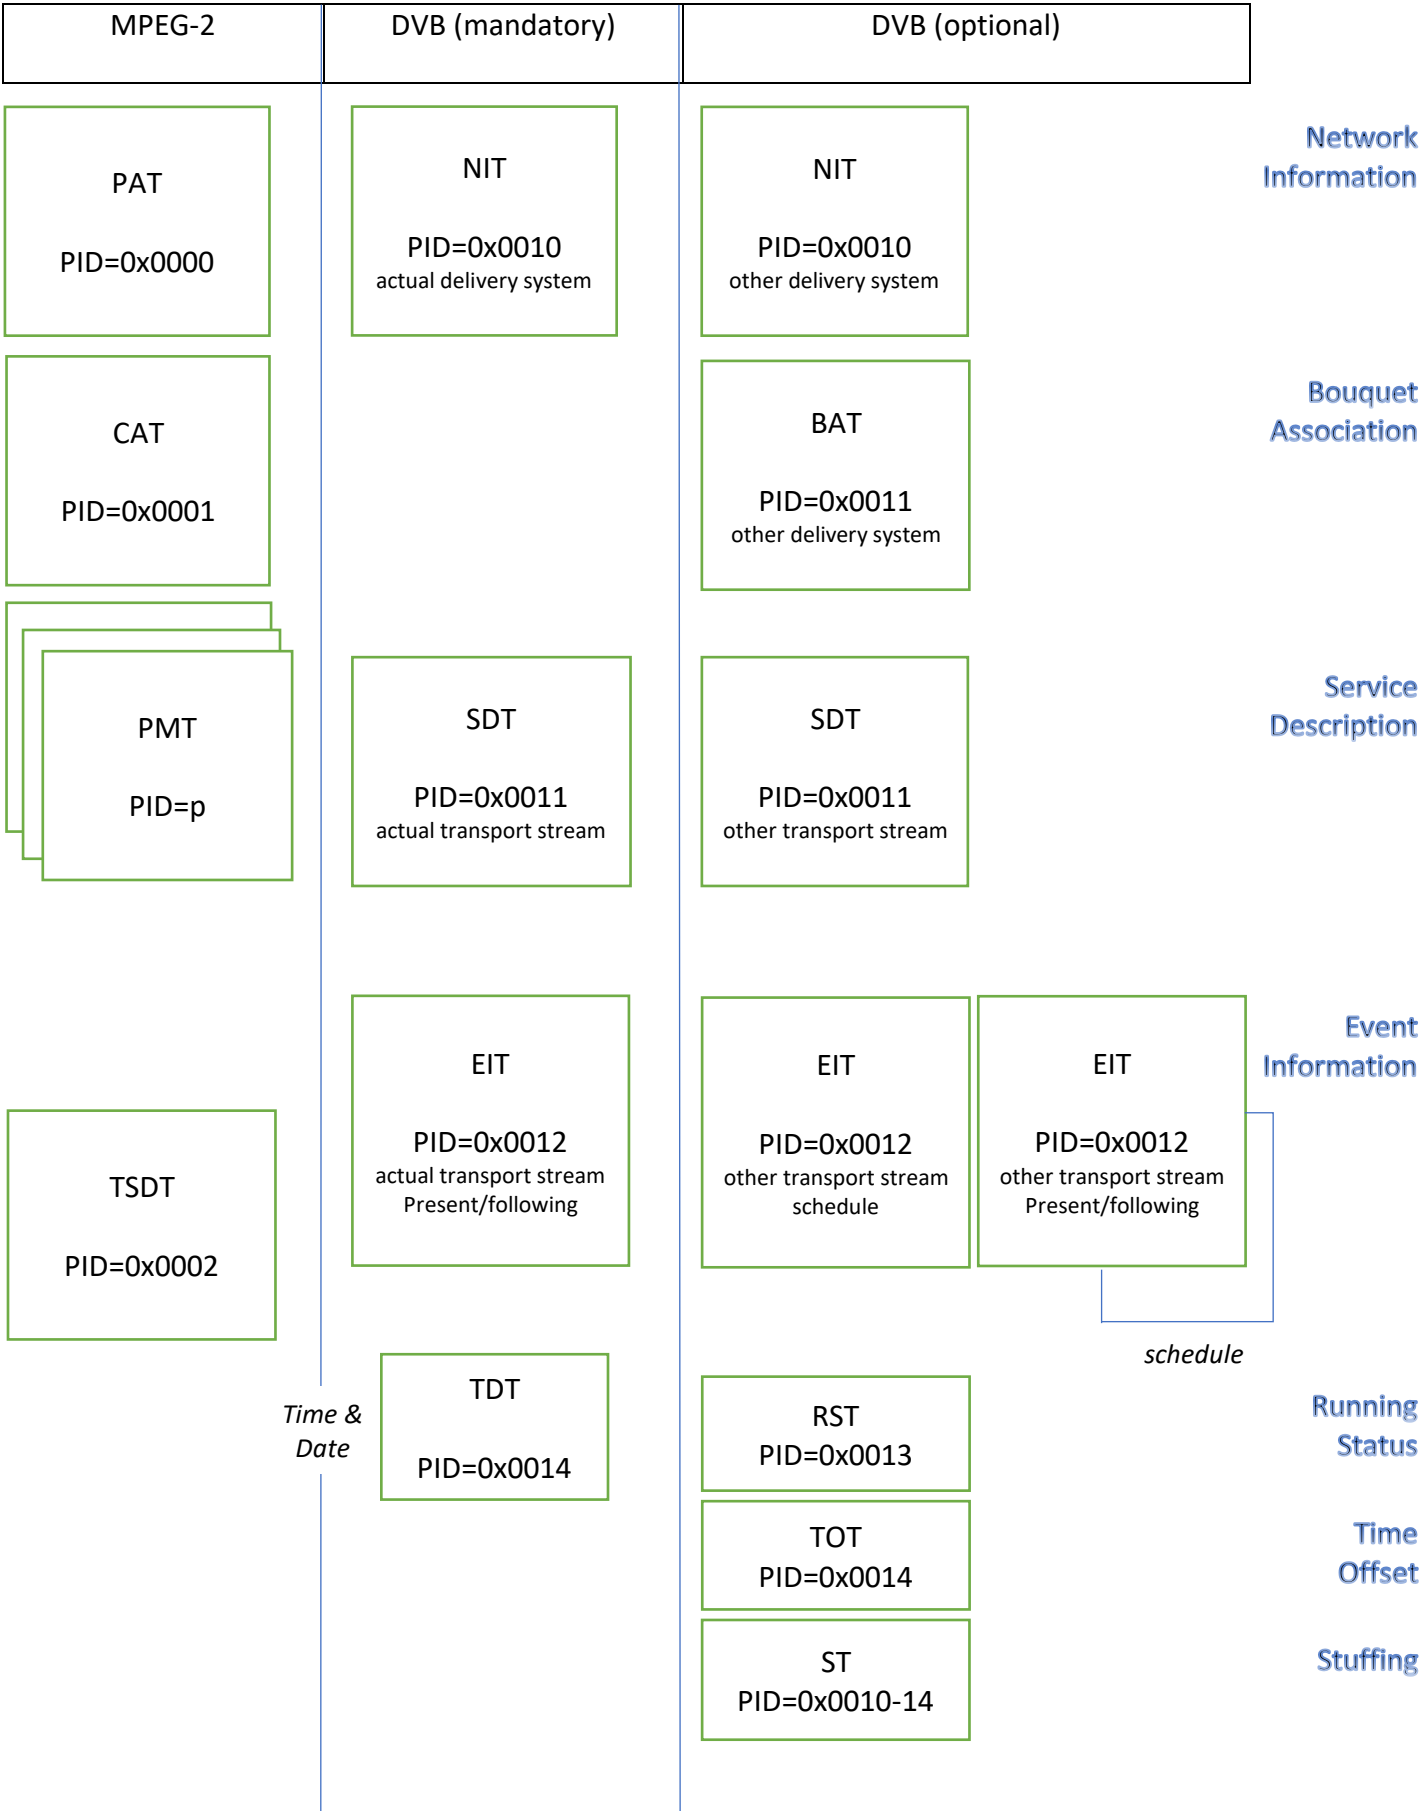 MPEG-2
DVB (mandatory)
DVB (optional)
PAT
PID=0x0000
NIT
PID=0x0010
actual delivery system
NIT
PID=0x0010
other delivery system
Network
Information
CAT
PID=0x0001
BAT
PID=0x0011
other delivery system
Bouquet
Association
PMT
PID=p
SDT
PID=0x0011
actual transport stream
SDT
PID=0x0011
other transport stream
Service
Description
TSDT
PID=0x0002
EIT
PID=0x0012
actual transport stream
Present/following
EIT
PID=0x0012
other transport stream
schedule
EIT
PID=0x0012
other transport stream
Present/following
Event
Information
schedule
Time &
Date
TDT
PID=0x0014
RST
PID=0x0013
Running
Status
TOT
PID=0x0014
Time
Offset
ST
PID=0x0010-14
Stuffing